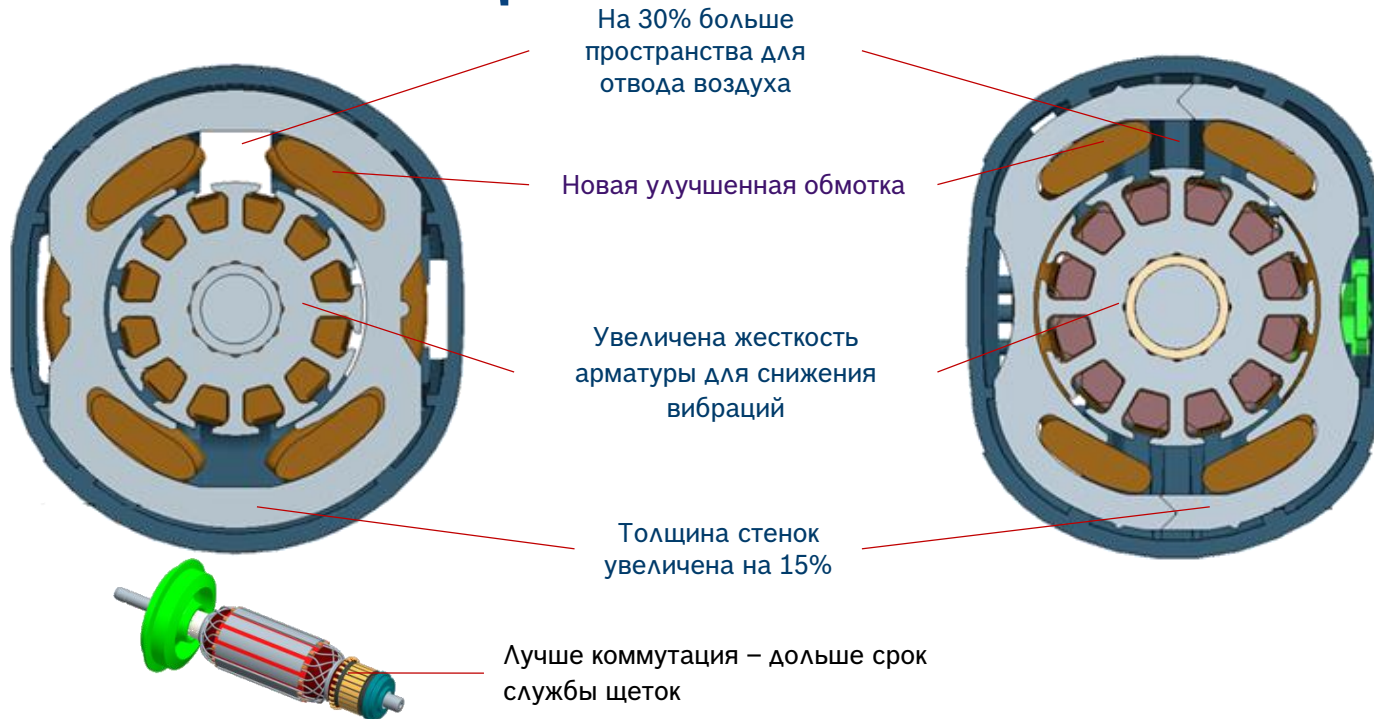 На 30% больше
пространства для
отвода воздуха
Новая улучшенная обмотка
Увеличена жесткость
арматуры для снижения
вибраций
Толщина стенок
увеличена на 15%
Лучше коммутация – дольше срок
службы щеток